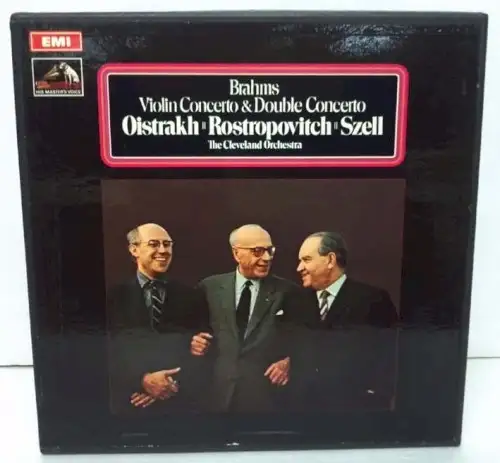 EMI
HIS MASTER'S VOICE
Brahms
Violin Concerto & Double Concerto
Oistrakh Rostropovitch Szell
The Cleveland Orchestra